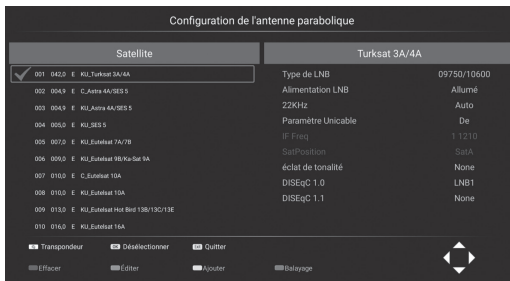 Configuration de l'antenne parabolique
Satellite
001 042,0 E KU_Turksat 3A/4A
002 004,9 E C_Astra 4A/SES 5
003 004,9 E KU_Astra 4A/SES 5
004 005,0 E KU_SES 5
005 007,0 E KU_Eutelsat 7A/7B
006 009,0 E KU_Eutelsat 9B/Ka-Sat 9A
007 010,0 E C_Eutelsat 10A
008 010,0 E KU_Eutelsat 10A
009 013,0 E KU_Eutelsat Hot Bird 13B/13C/13E
010 016,0 E KU_Eutelsat 16A
Turksat 3A/4A
Type de LNB 09750/10600
Alimentation LNB Allumé
22KHz Auto
Paramètre Unicable De
IF Freq 1 1210
SatPosition SatA
éclat de tonalité None
DISEqC 1.0 LNB1
DISEqC 1.1 None
Transpondeur OK Désélectionner Quitter
Effacer Éditer Ajouter Balayage